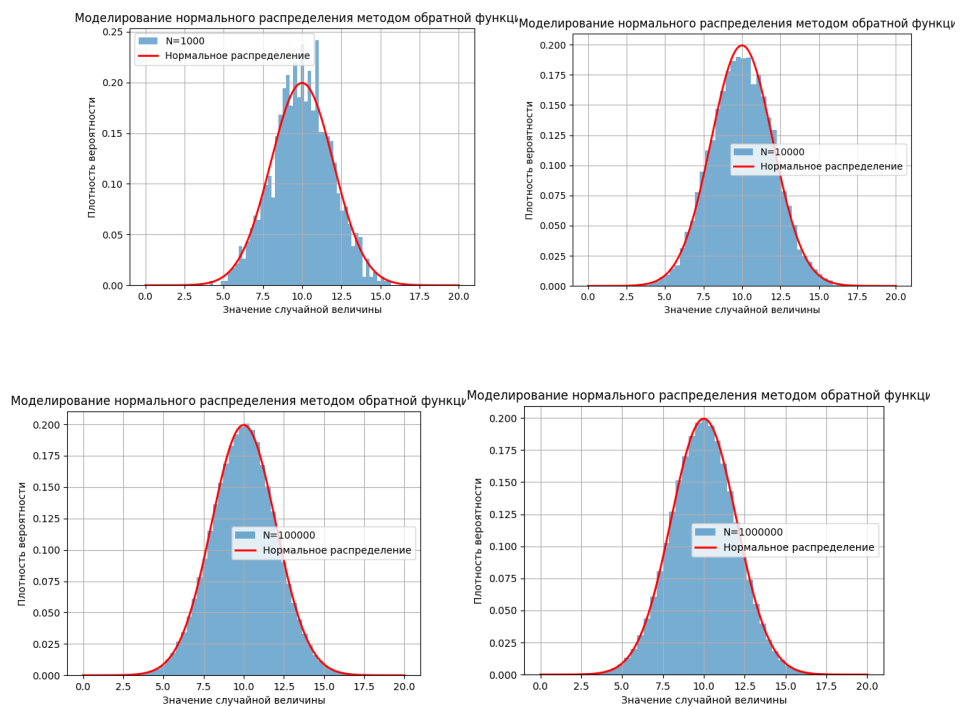 Моделирование нормального распределения методом обратной функци
N=1000
Нормальное распределение
Плотность вероятности
0.25
0.20
0.15
0.10
0.05
0.00
0.0 2.5 5.0 7.5 10.0 12.5 15.0 17.5 20.0
Значение случайной величины
Моделирование нормального распределения методом обратной функци
N=10000
Нормальное распределение
Плотность вероятности
0.200
0.175
0.150
0.125
0.100
0.075
0.050
0.025
0.000
0.0 2.5 5.0 7.5 10.0 12.5 15.0 17.5 20.0
Значение случайной величины
Моделирование нормального распределения методом обратной функци
N=100000
Нормальное распределение
Плотность вероятности
0.200
0.175
0.150
0.125
0.100
0.075
0.050
0.025
0.000
0.0 2.5 5.0 7.5 10.0 12.5 15.0 17.5 20.0
Значение случайной величины
Моделирование нормального распределения методом обратной функци
N=1000000
Нормальное распределение
Плотность вероятности
0.200
0.175
0.150
0.125
0.100
0.075
0.050
0.025
0.000
0.0 2.5 5.0 7.5 10.0 12.5 15.0 17.5 20.0
Значение случайной величины